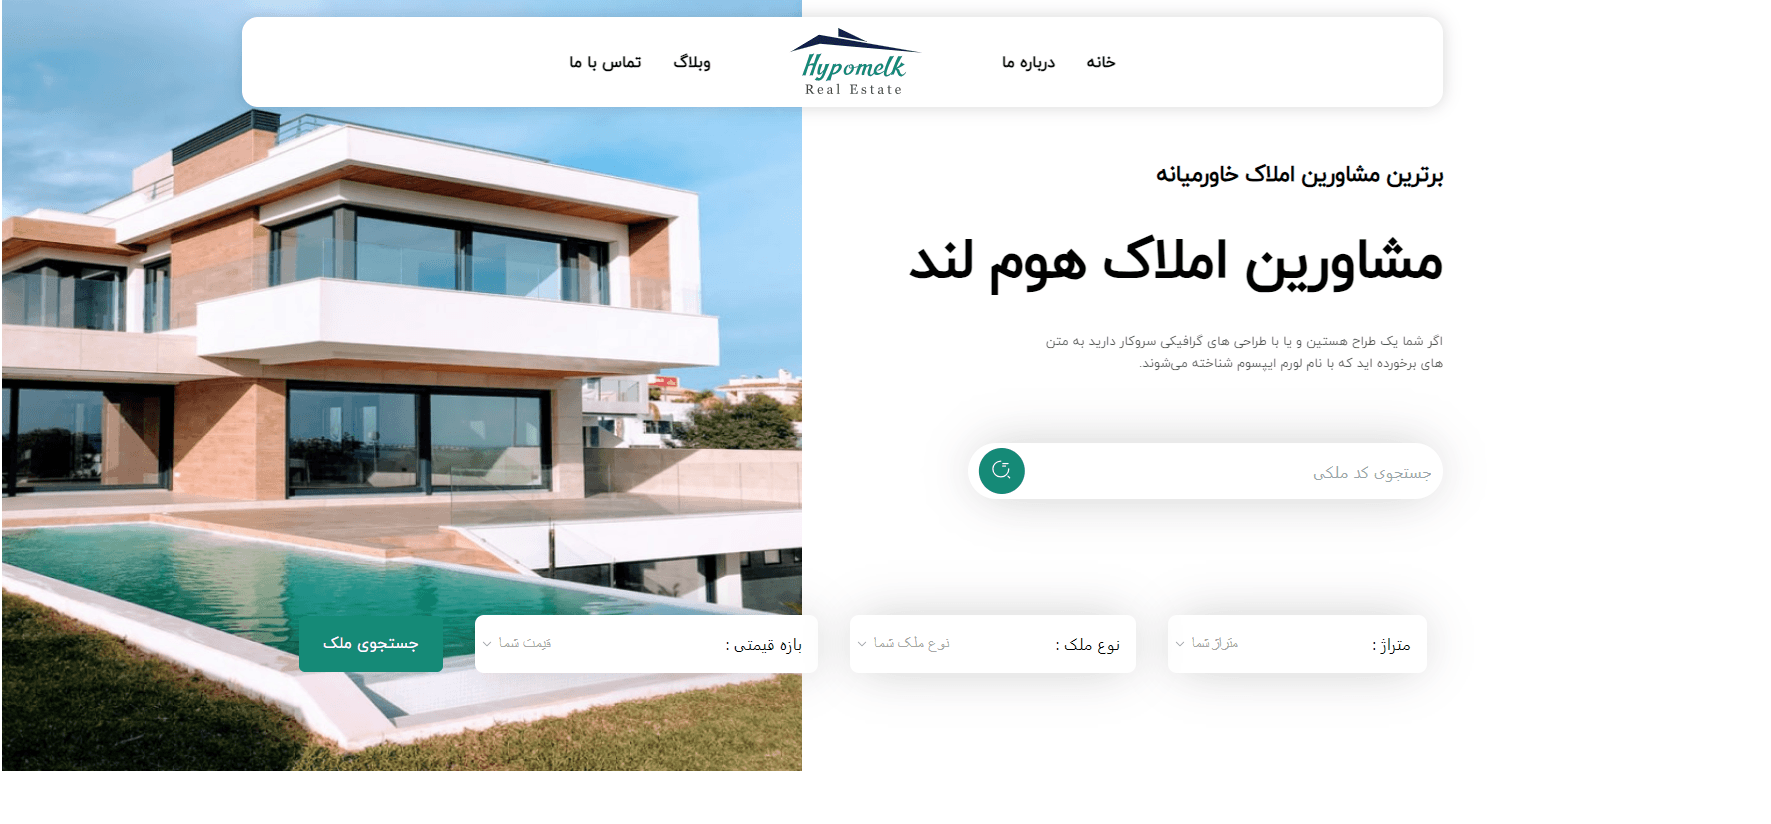 خانه
درباره ما
Hypomelk
Real Estate
وبلاگ
تماس با ما
برترین مشاورین املاک خاورمیانه
مشاورین املاک هوم لند
اگر شما یک طراح هستین و یا با طراحی های گرافیکی سروکار دارید به متن
های برخورده اید که با نام لورم ایپسوم شناخته می‌شوند.
جستجوی کد ملکی
متراژ :
متراژ شما
نوع ملک :
نوع ملک شما
بازه قیمتی :
قیمت شما
جستجوی ملک